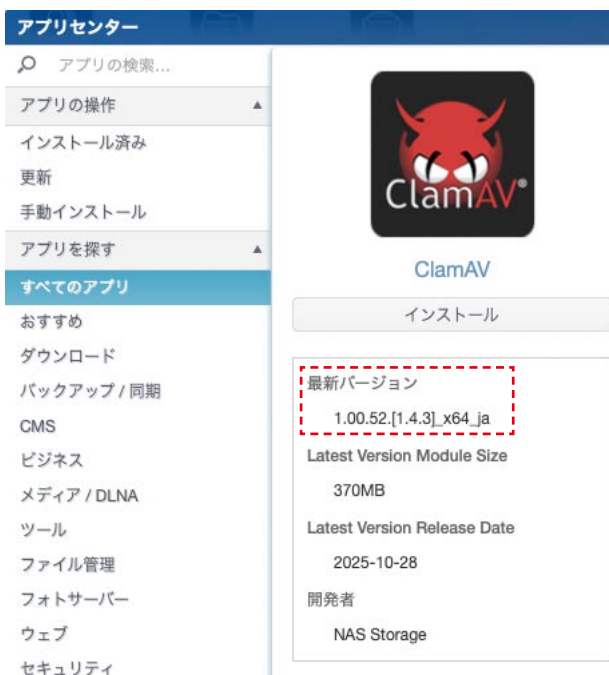 アプリセンター
アプリの検索...
アプリの操作
インストール済み
更新
手動インストール
アプリを探す
すべてのアプリ
おすすめ
ダウンロード
バックアップ / 同期
CMS
ビジネス
メディア / DLNA
ツール
ファイル管理
フォトサーバー
ウェブ
セキュリティ
ClamAV®
ClamAV
インストール
最新バージョン
1.00.52.[1.4.3]_x64_ja
Latest Version Module Size
370MB
Latest Version Release Date
2025-10-28
開発者
NAS Storage